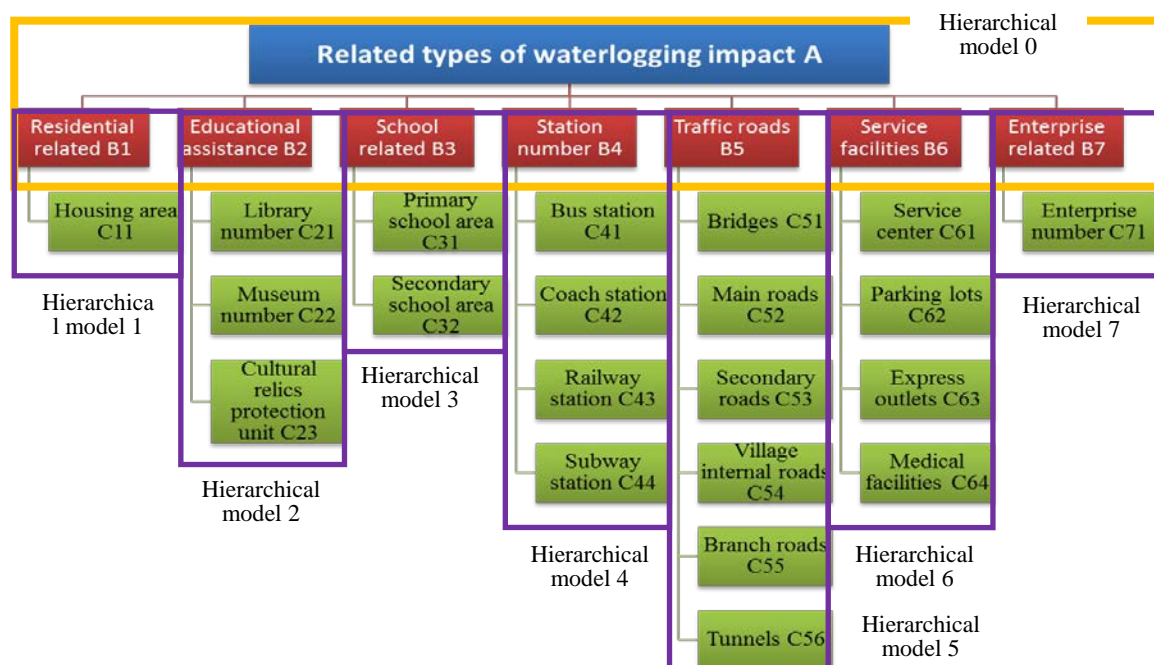 Hierarchical
model 0
Related types of waterlogging impact A
Residential
related B1
Educational
assistance B2
School
related B3
Station
number B4
Traffic roads
B5
Service
facilities B6
Enterprise
related B7
Housing area
C11
Library
number C21
Museum
number C22
Cultural
relics
protection
unit C23
Primary
school area
C31
Secondary
school area
C32
Bus station
C41
Coach station
C42
Railway
station C43
Subway
station C44
Bridges C51
Main roads
C52
Secondary
roads C53
Village
internal roads
C54
Branch roads
C55
Tunnels C56
Service
center C61
Parking lots
C62
Express
outlets C63
Medical
facilities C64
Enterprise
number C71
Hierarchica
l model 1
Hierarchical
model 2
Hierarchical
model 3
Hierarchical
model 4
Hierarchical
model 6
Hierarchical
model 5
Hierarchical
model 7